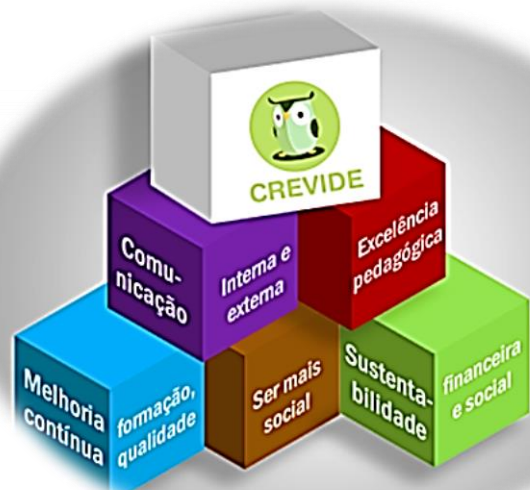 CREVIDE
Comu-
nicação
Interna e
externa
Excelência
pedagógica
Melhoria
contínua
formação,
qualidade
Ser mais
social
Sustenta-
bilidade
financeira
e social